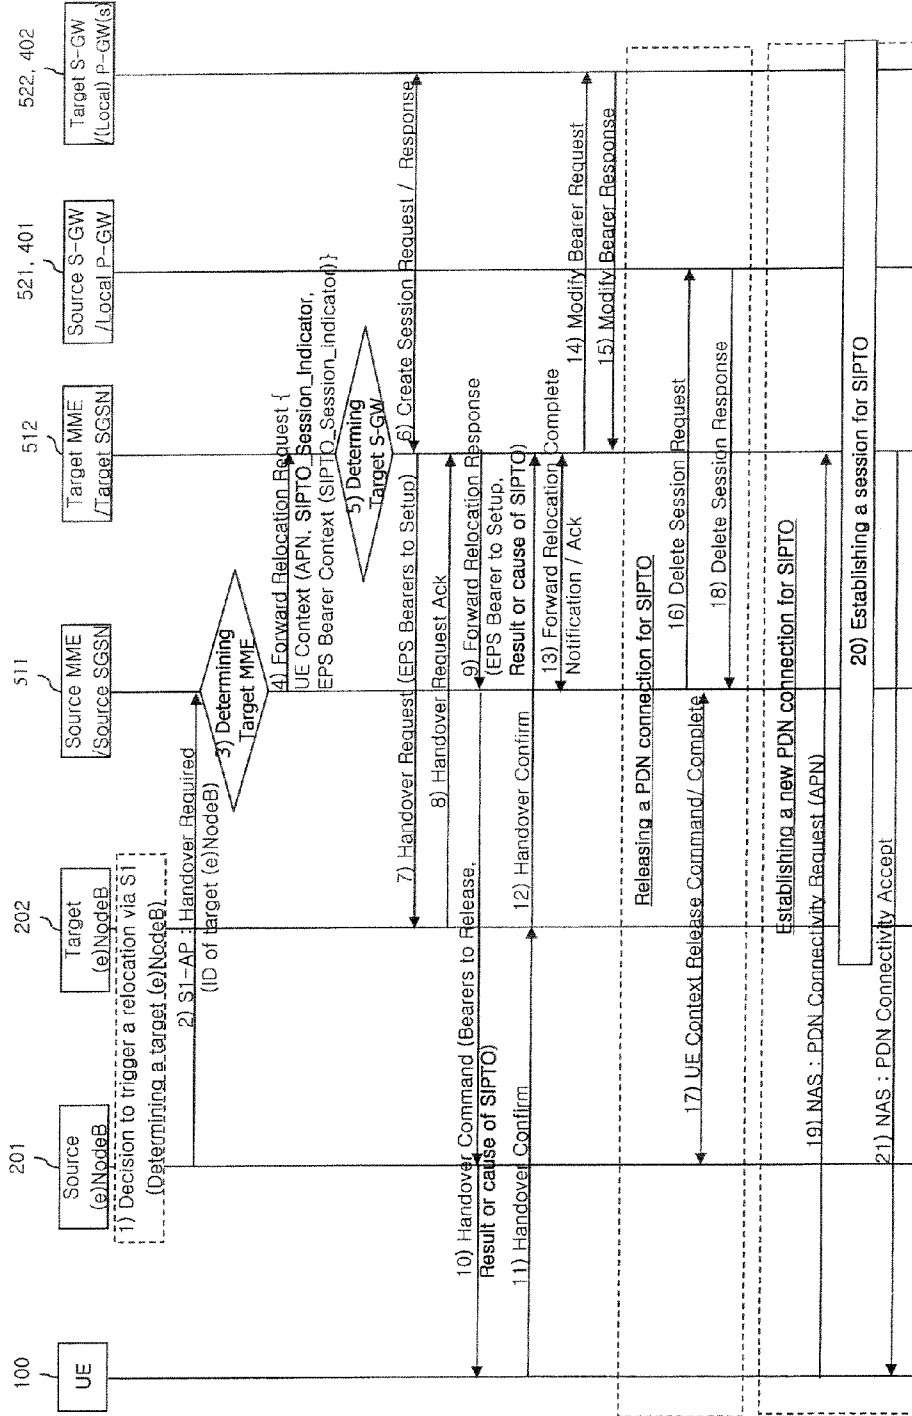 100
UE
201
Source
(e)NodeB
202
Target
(e)NodeB
511
Source MME
/Source SGSN
512
Target MME
/Target SGSN
521, 401
Source S-GW
/Local P-GW
522, 402
Target S-GW
/(Local) P-GW(s)
1) Decision to trigger a relocation via S1
(Determining a target (e)NodeB)
2) S1-AP : Handover Required
(ID of target (e)NodeB)
3) Determining
Target MME
4) Forward Relocation Request {
UE Context (APN, SIPTO_Session_Indicator,
EPS Bearer Context (SIPTO_Session_indicator)}
5) Determining
Target S-GW
6) Create Session Request / Response
7) Handover Request (EPS Bearers to Setup)
8) Handover Request Ack
9) Forward Relocation Response
(EPS Bearer to Setup,
Result or cause of SIPTO)
10) Handover Command (Bearers to Release,
Result or cause of SIPTO)
11) Handover Confirm
12) Handover Confirm
13) Forward Relocation Complete
Notification / Ack
14) Modify Bearer Request
15) Modify Bearer Response
Releasing a PDN connection for SIPTO
16) Delete Session Request
17) UE Context Release Command/ Complete
18) Delete Session Response
Establishing a new PDN connection for SIPTO
19) NAS : PDN Connectivity Request (APN)
20) Establishing a session for SIPTO
21) NAS : PDN Connectivity Accept